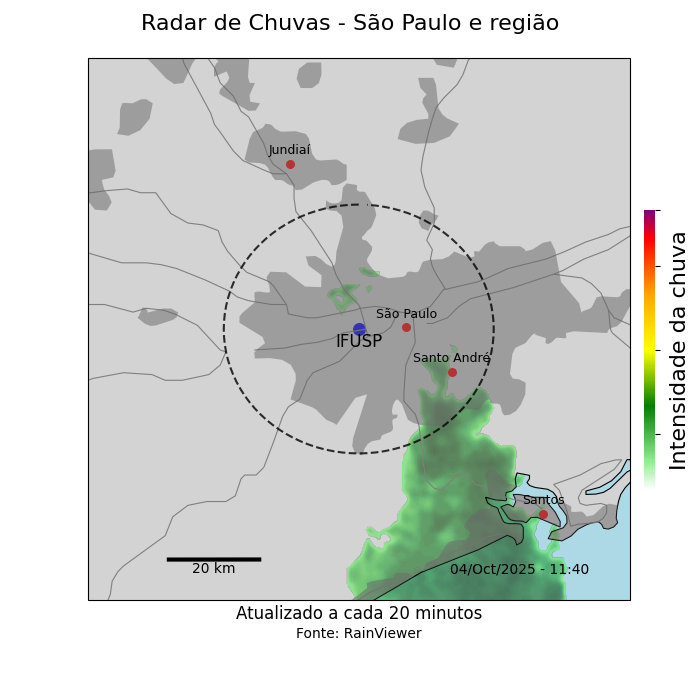 Radar de Chuvas - São Paulo e região
Jundiaí
São Paulo
IFUSP
Santo André
Santos
20 km
04/Oct/2025 - 11:40
Intensidade da chuva
Atualizado a cada 20 minutos
Fonte: RainViewer